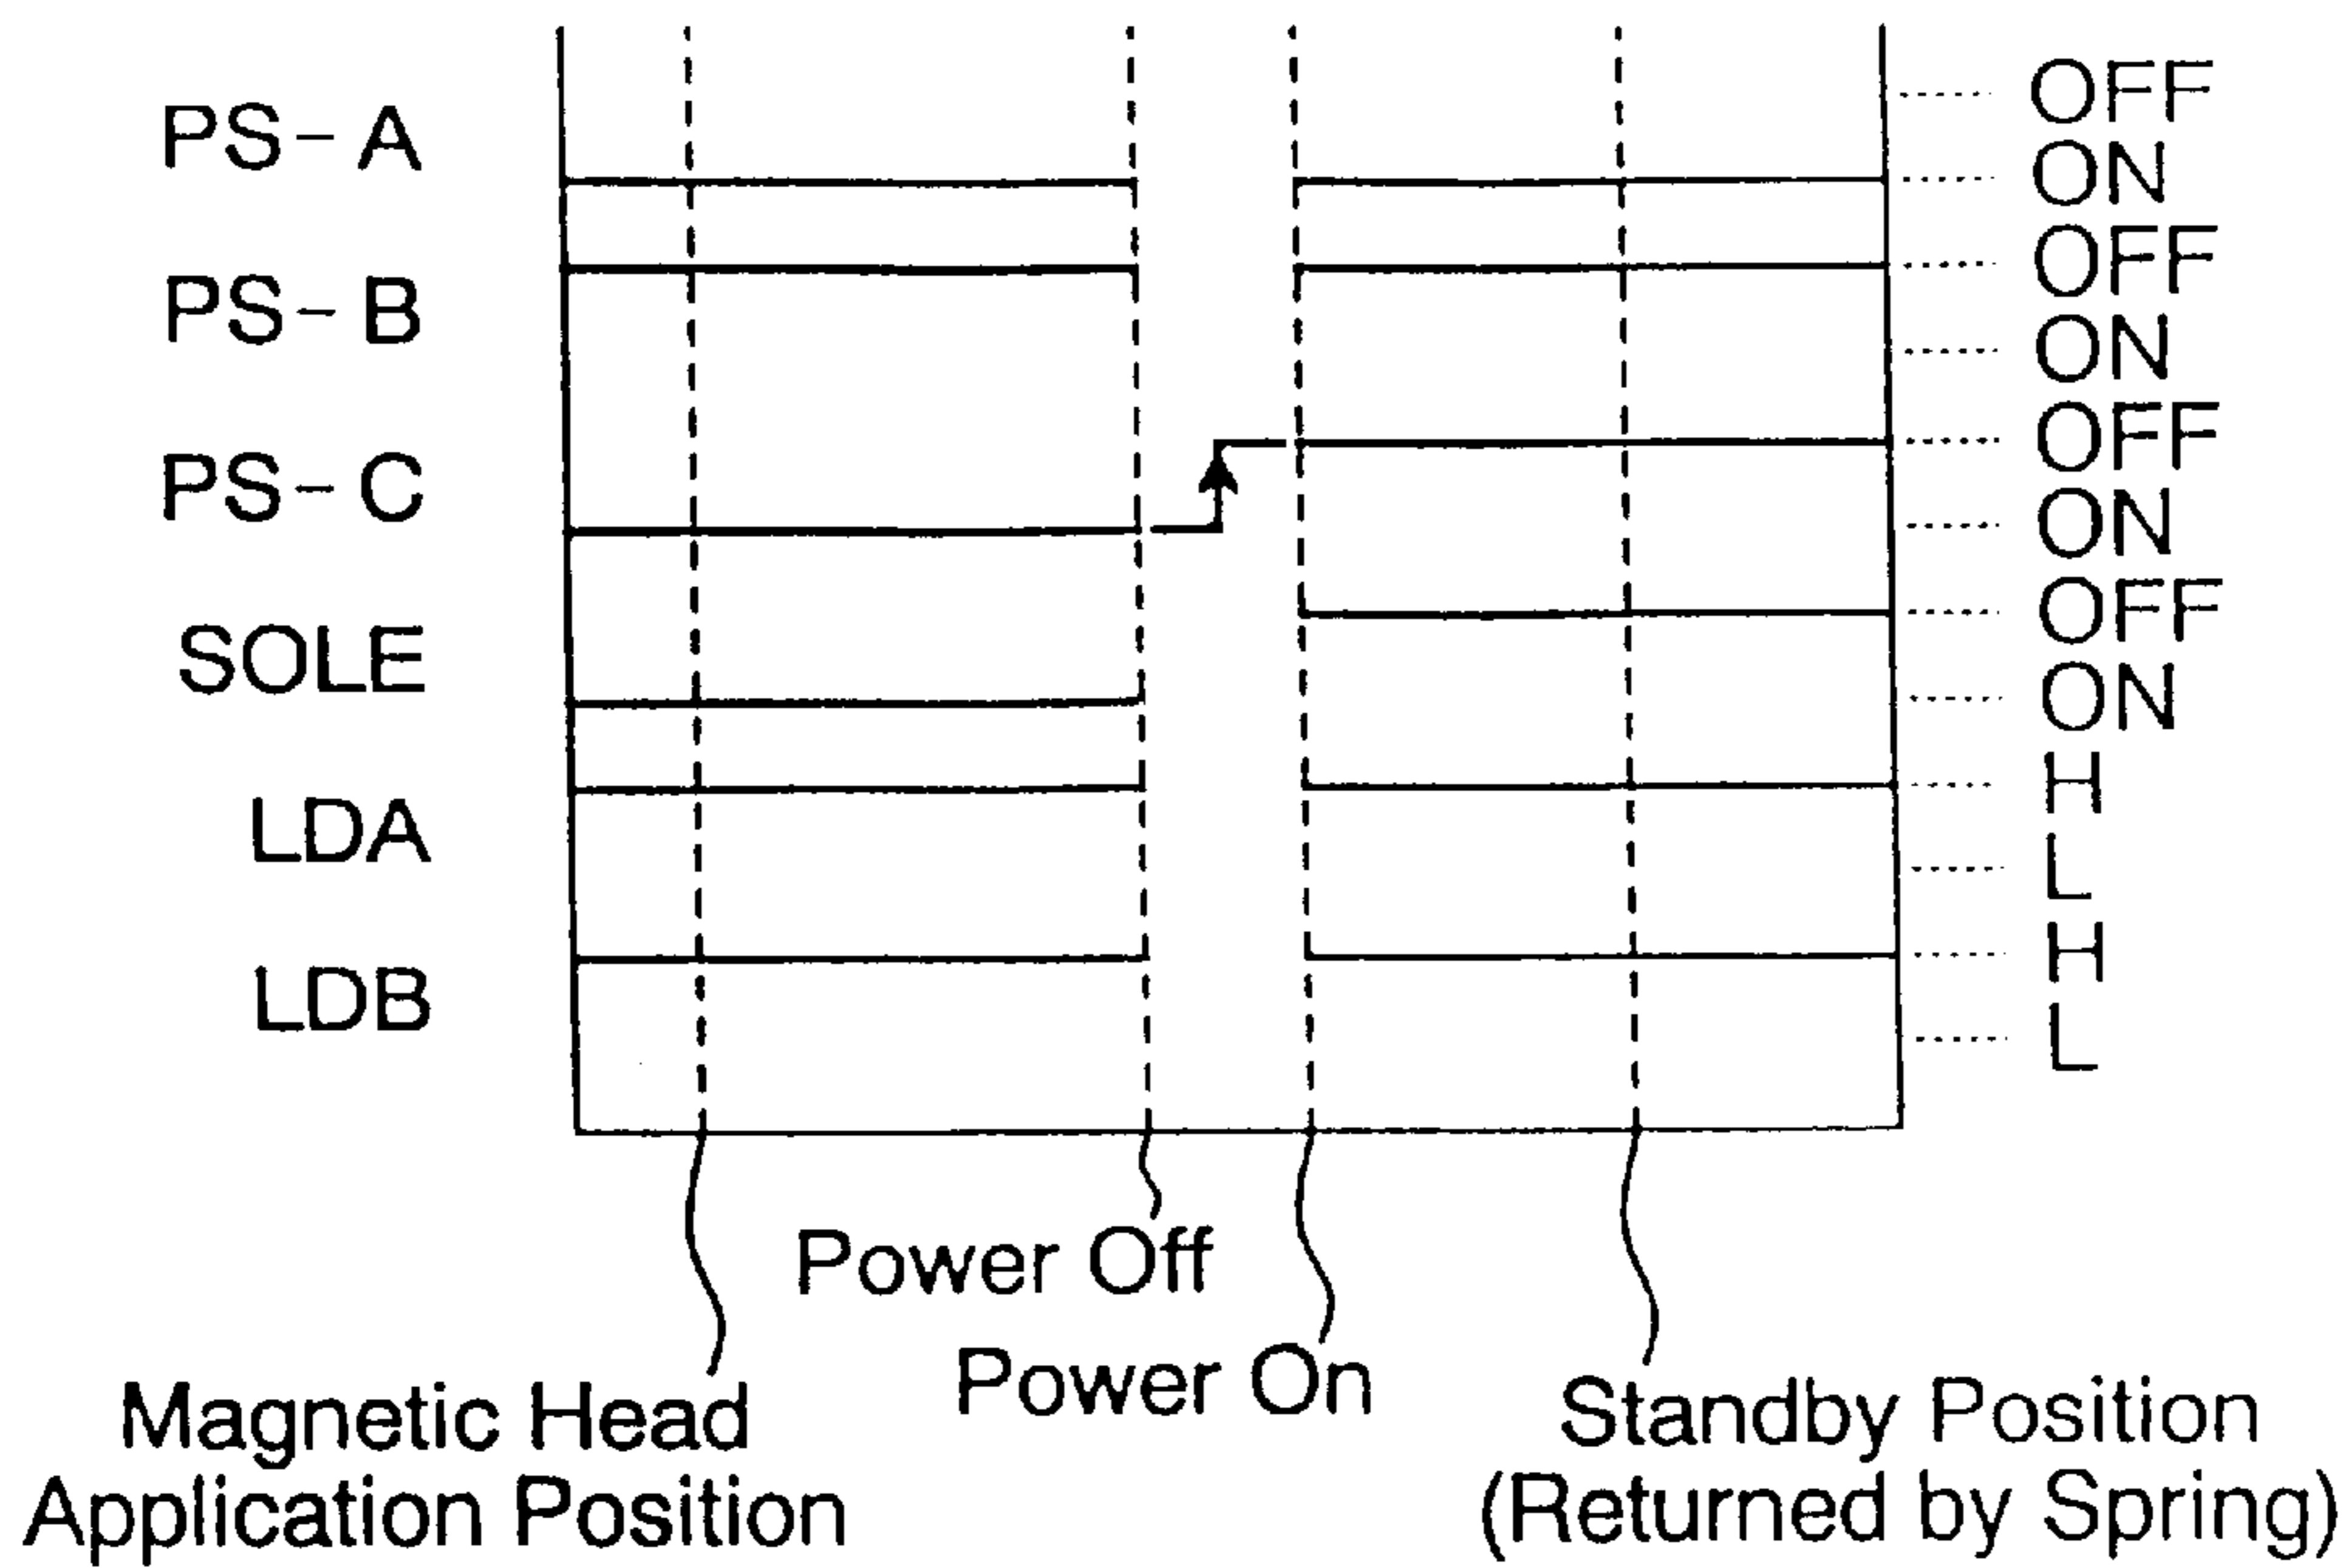 OFF
PS-A
ON
OFF
PS-B
ON
OFF
PS-C
ON
OFF
SOLE
ON
H
LDA
L
H
LDB
L
Power Off
Power On
Magnetic Head
Application Position
Standby Position
(Returned by Spring)